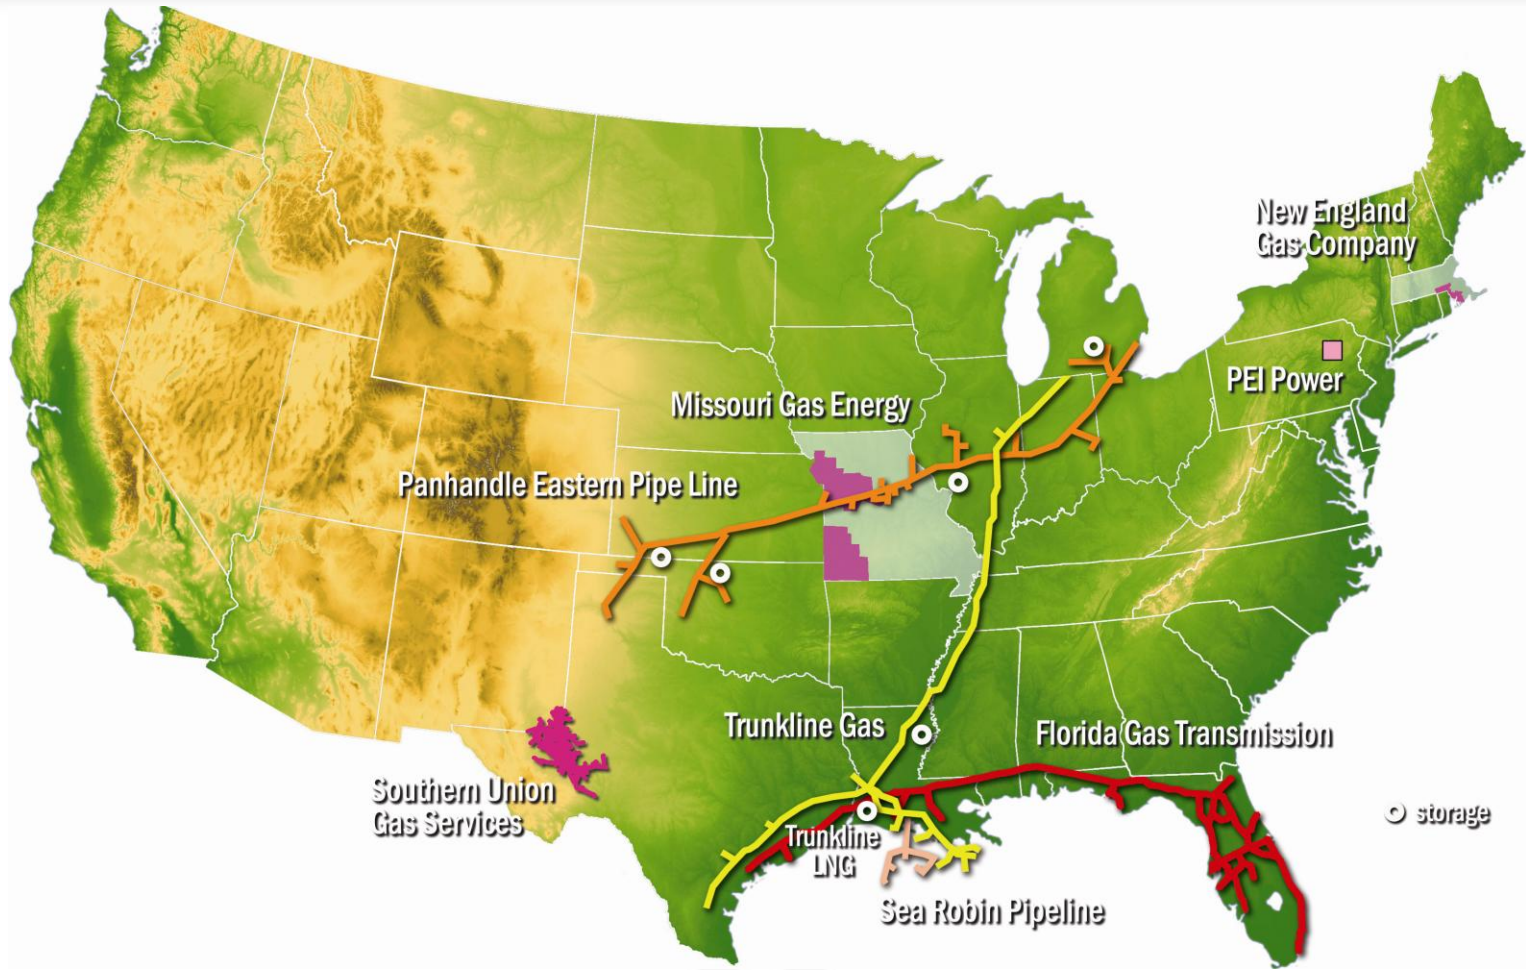 New England
Gas Company
PEI Power
Missouri Gas Energy
Panhandle Eastern Pipe Line
Trunkline Gas
Florida Gas Transmission
Southern Union
Gas Services
storage
Trunkline
LNG
Sea Robin Pipeline